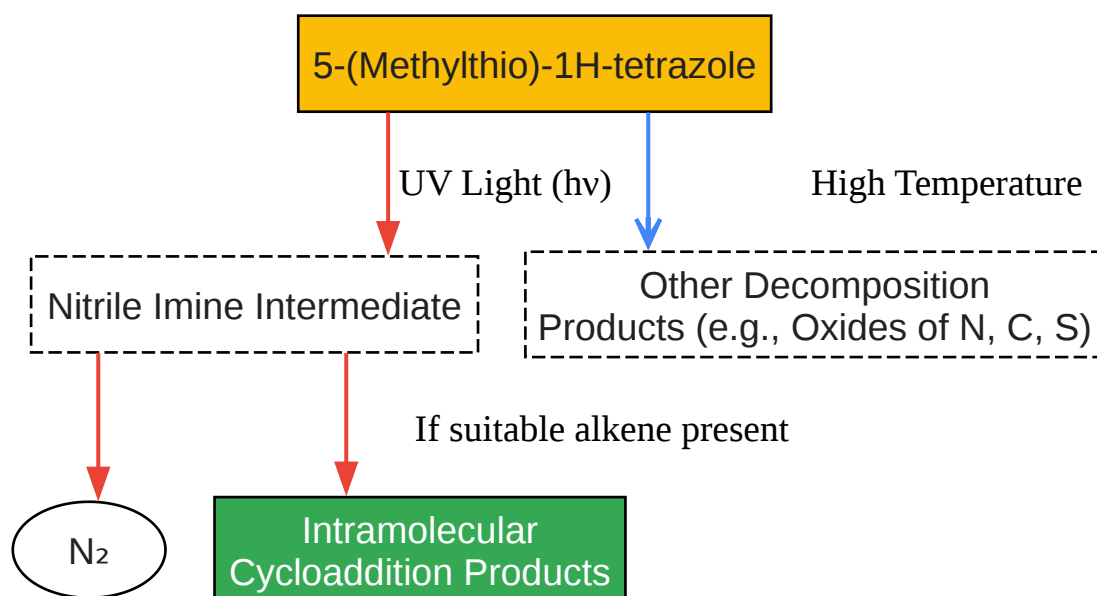 5-(Methylthio)-1H-tetrazole
UV Light (hν)
High Temperature
Nitrile Imine Intermediate
Other Decomposition
Products (e.g., Oxides of N, C, S)
If suitable alkene present
N₂
Intramolecular
Cycloaddition Products